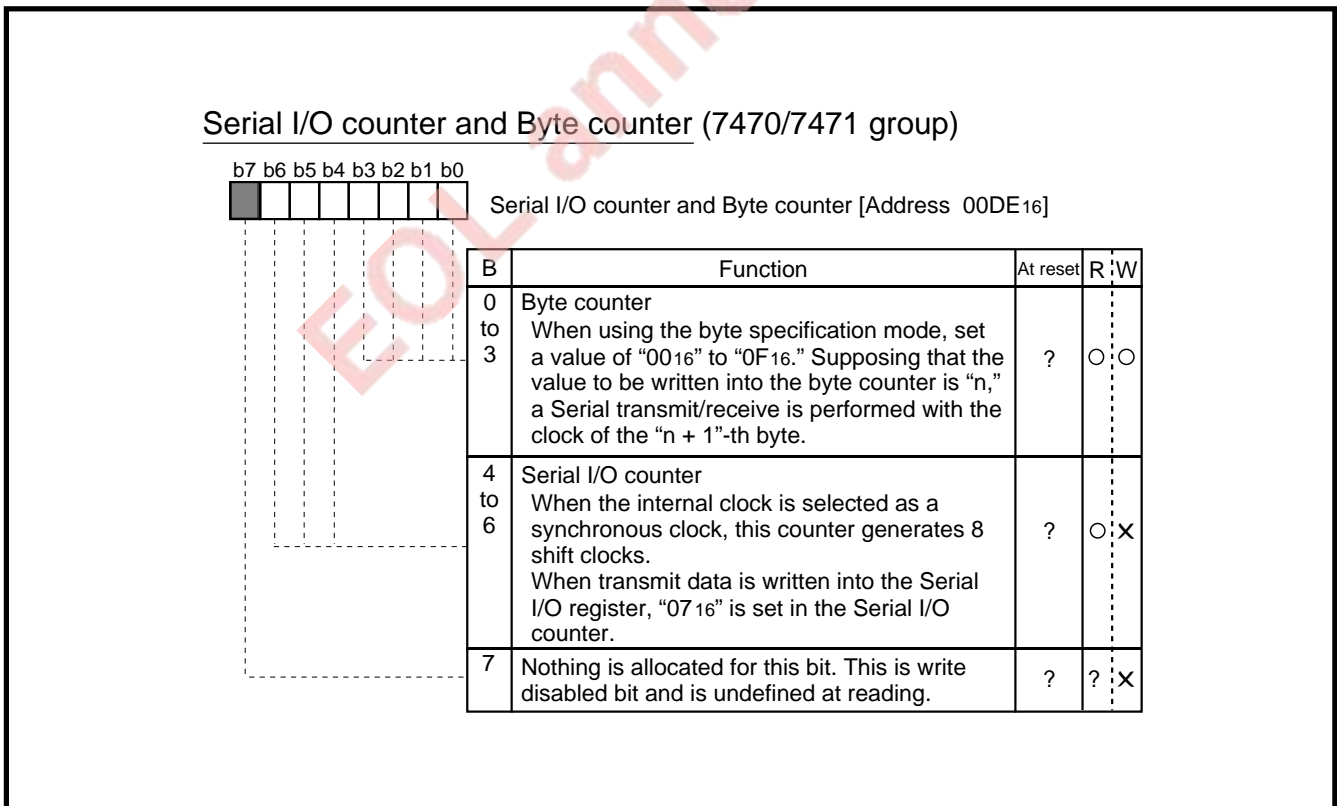 EOL ann
Serial I/O counter and Byte counter (7470/7471 group)
b7 b6 b5 b4 b3 b2 b1 b0
Serial I/O counter and Byte counter [Address 00DE16]
B Function At reset R W
0 to 3 Byte counter
When using the byte specification mode, set
a value of “0016” to “0F16.” Supposing that the
value to be written into the byte counter is “n,”
a Serial transmit/receive is performed with the
clock of the “n + 1”-th byte.
? ○ ○
4 to 6 Serial I/O counter
When the internal clock is selected as a
synchronous clock, this counter generates 8
shift clocks.
When transmit data is written into the Serial
I/O register, “0716” is set in the Serial I/O
counter.
? ○ ×
7 Nothing is allocated for this bit. This is write
disabled bit and is undefined at reading.
? ? ×